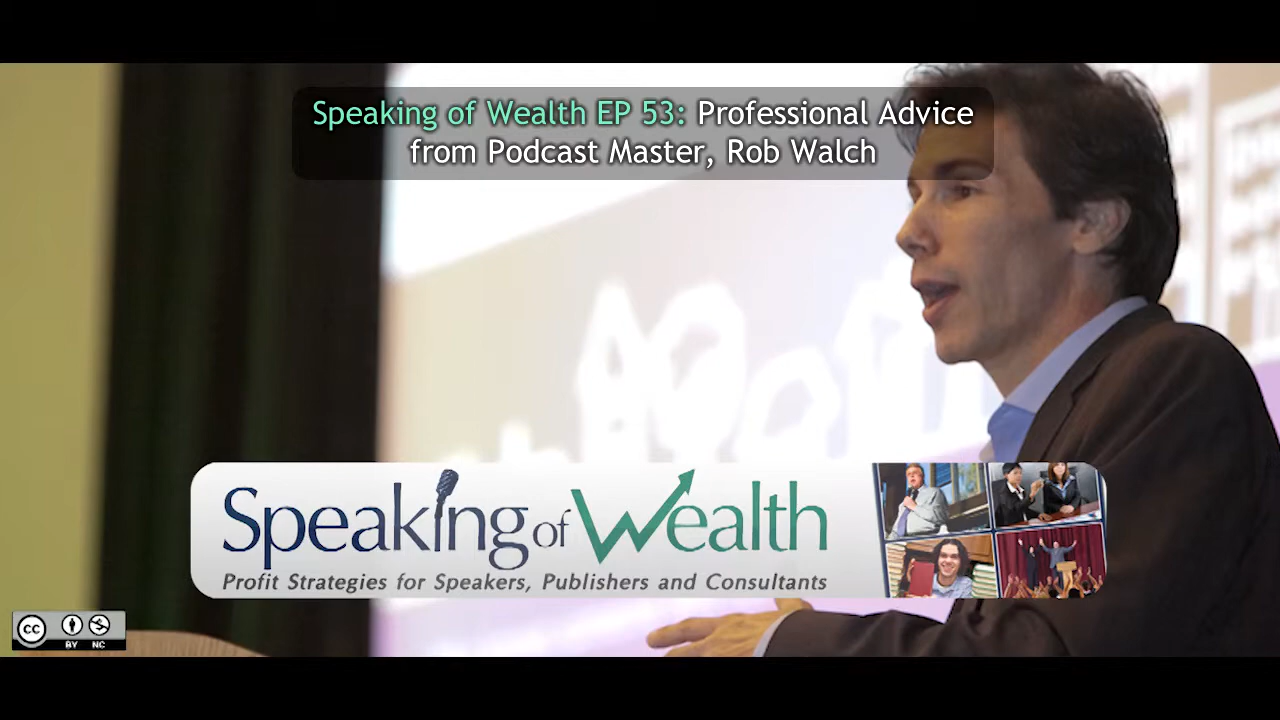 Speaking of Wealth EP 53: Professional Advice
from Podcast Master, Rob Walch
Speaking of Wealth
Profit Strategies for Speakers, Publishers and Consultants
cc
BY NC